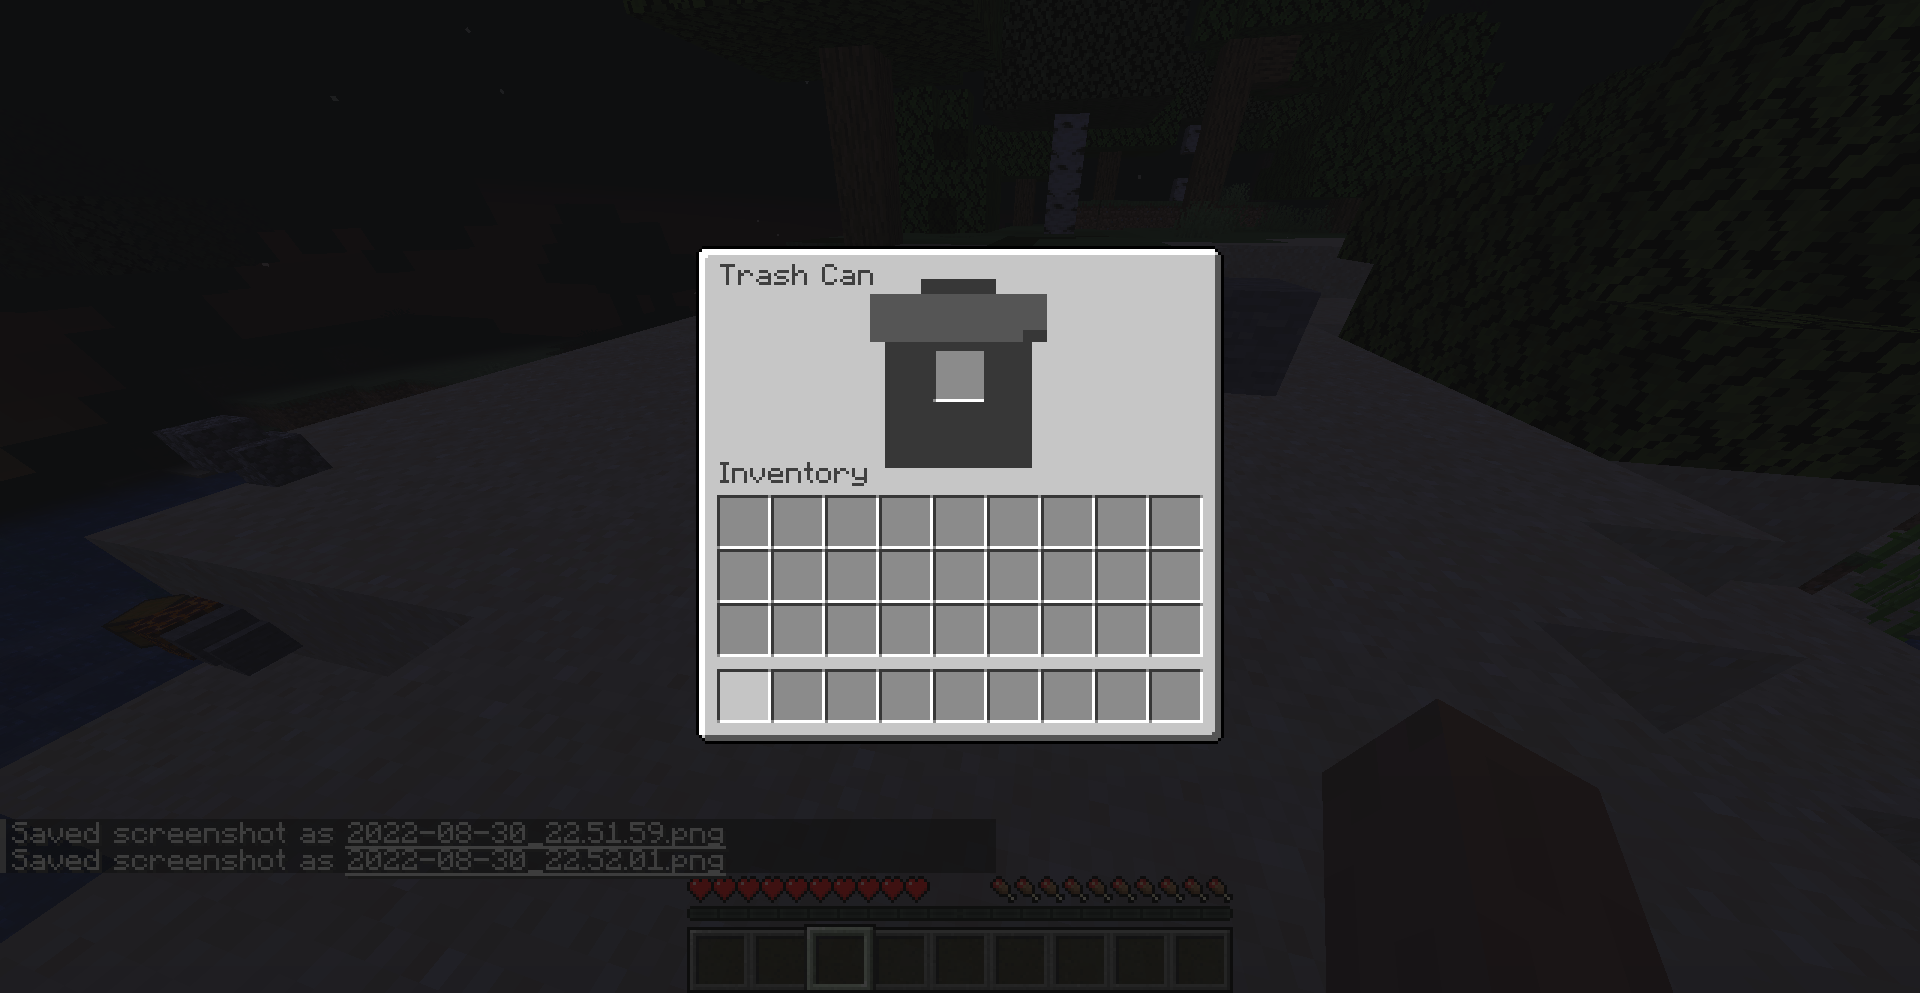 Trash Can
Inventory
Saved screenshot as 2022-08-30_22.51.59.png
Saved screenshot as 2022-08-30_22.52.01.png